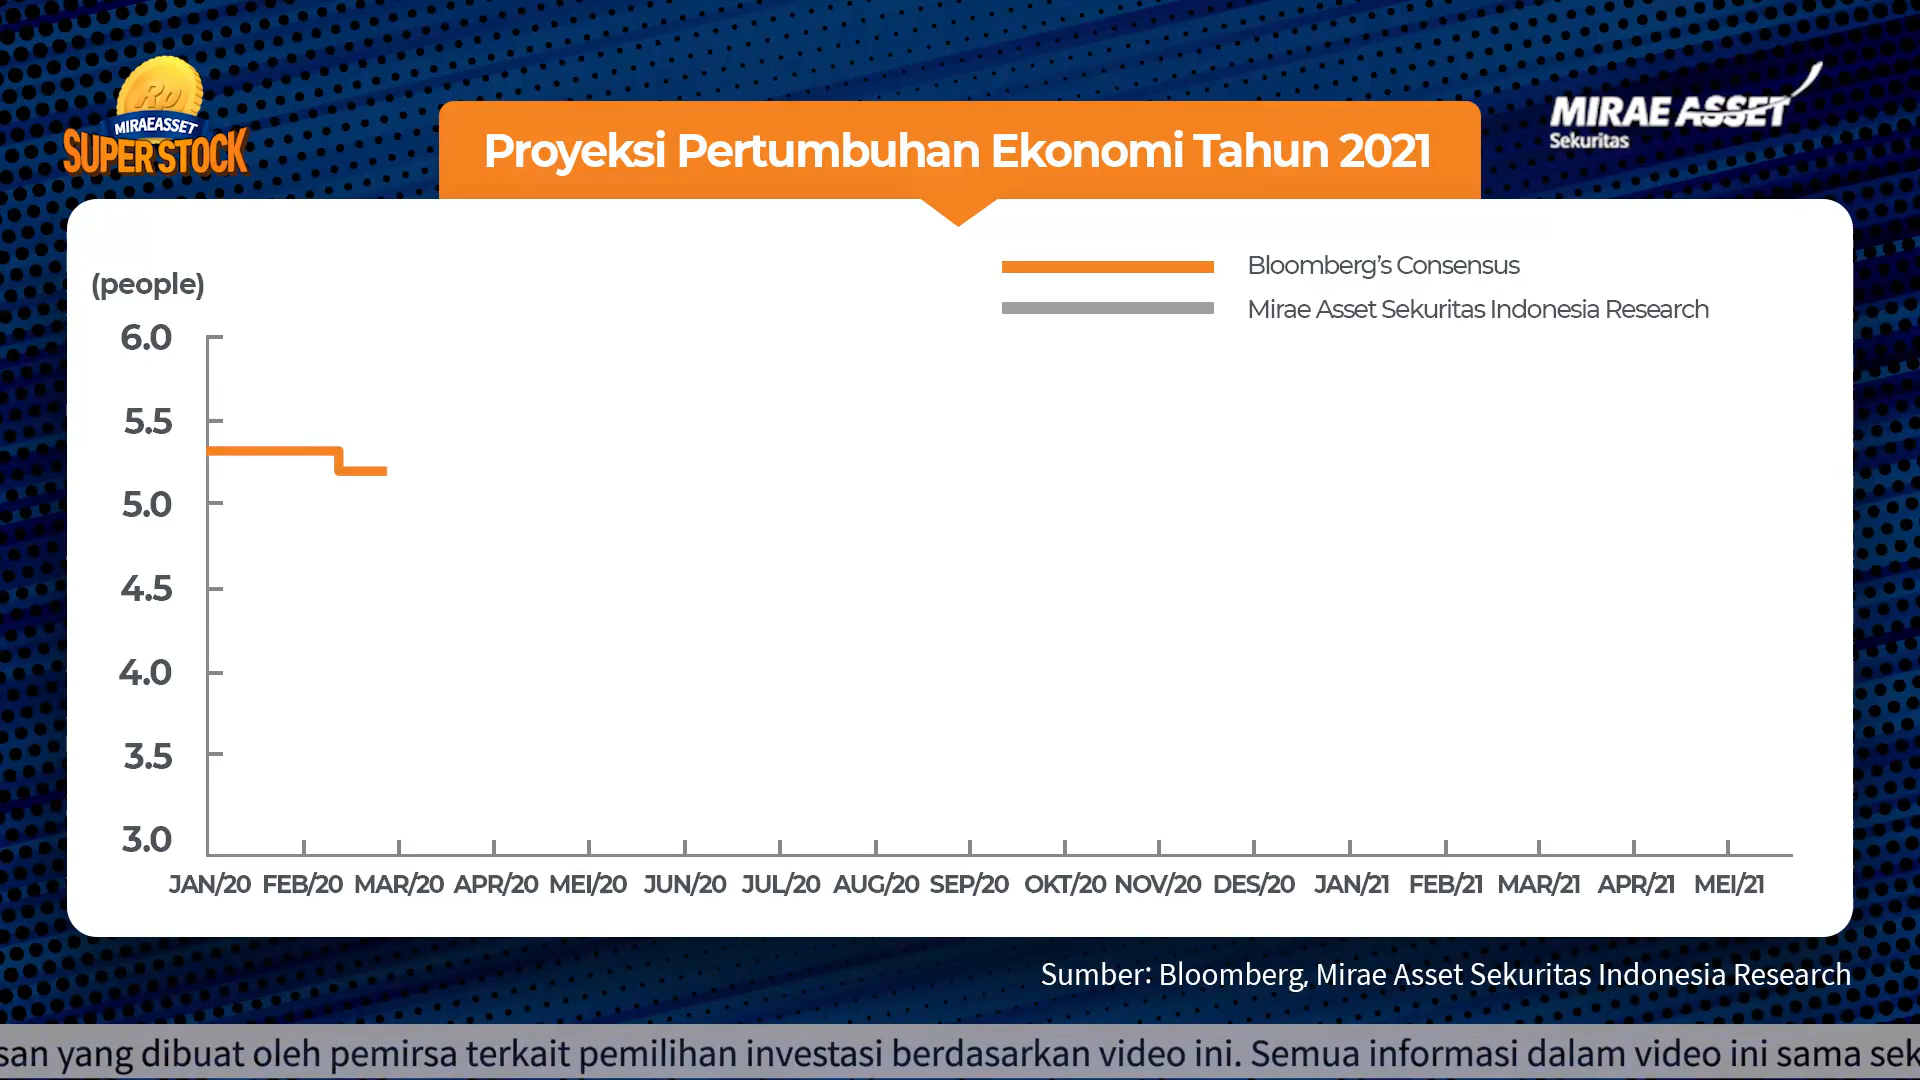 Rp
MIRAEASSET
SUPERSTOCK
Proyeksi Pertumbuhan Ekonomi Tahun 2021
MIRAE ASSET
Sekuritas
(people)
Bloomberg's Consensus
Mirae Asset Sekuritas Indonesia Research
6.0
5.5
5.0
4.5
4.0
3.5
3.0
JAN/20 FEB/20 MAR/20 APR/20 MEI/20 JUN/20 JUL/20 AUG/20 SEP/20 OKT/20 NOV/20 DES/20 JAN/21 FEB/21 MAR/21 APR/21 MEI/21
Sumber: Bloomberg, Mirae Asset Sekuritas Indonesia Research
san yang dibuat oleh pemirsa terkait pemilihan investasi berdasarkan video ini. Semua informasi dalam video ini sama sek